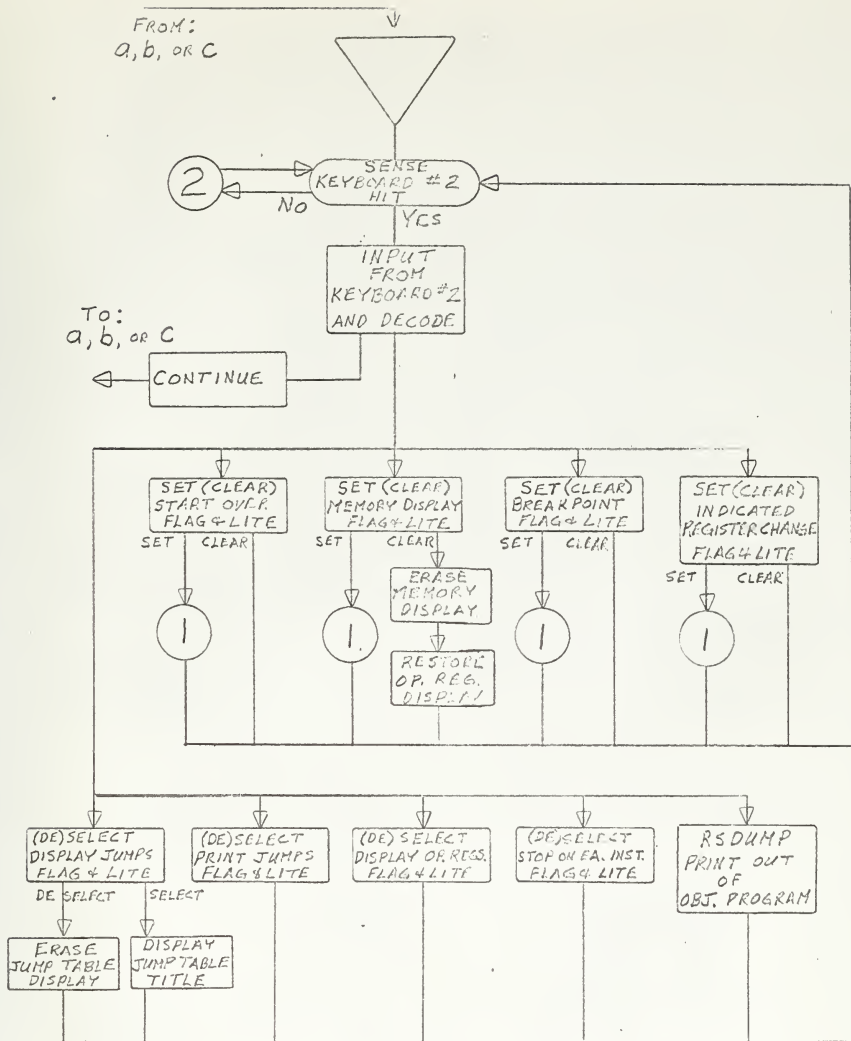 FROM:
a, b, OR C
SENSE
KEYBOARD #2
HIT
2
NO
YES
INPUT
FROM
KEYBOARD #2
AND DECODE
TO:
a, b, OR C
CONTINUE
SET (CLEAR)
START OVER
FLAG & LITE
SET CLEAR
1
SET (CLEAR)
MEMORY DISPLAY
FLAG & LITE
SET CLEAR
1
ERASE
MEMORY
DISPLAY
RESTORE
OP. REG.
DISPLAY
SET (CLEAR)
BREAKPOINT
FLAG & LITE
SET CLEAR
1
SET (CLEAR)
INDICATED
REGISTER CHANGE
FLAG & LITE
SET CLEAR
1
(DE)SELECT
DISPLAY JUMPS
FLAG & LITE
DE SELECT SELECT
ERASE
JUMP TABLE
DISPLAY
DISPLAY
JUMP TABLE
TITLE
(DE)SELECT
PRINT JUMPS
FLAG & LITE
(DE) SELECT
DISPLAY OP. REGS.
FLAG & LITE
(DE)SELECT
STOP ON EA. INST.
FLAG & LITE
RSDUMP
PRINT OUT
OF
OBJ. PROGRAM